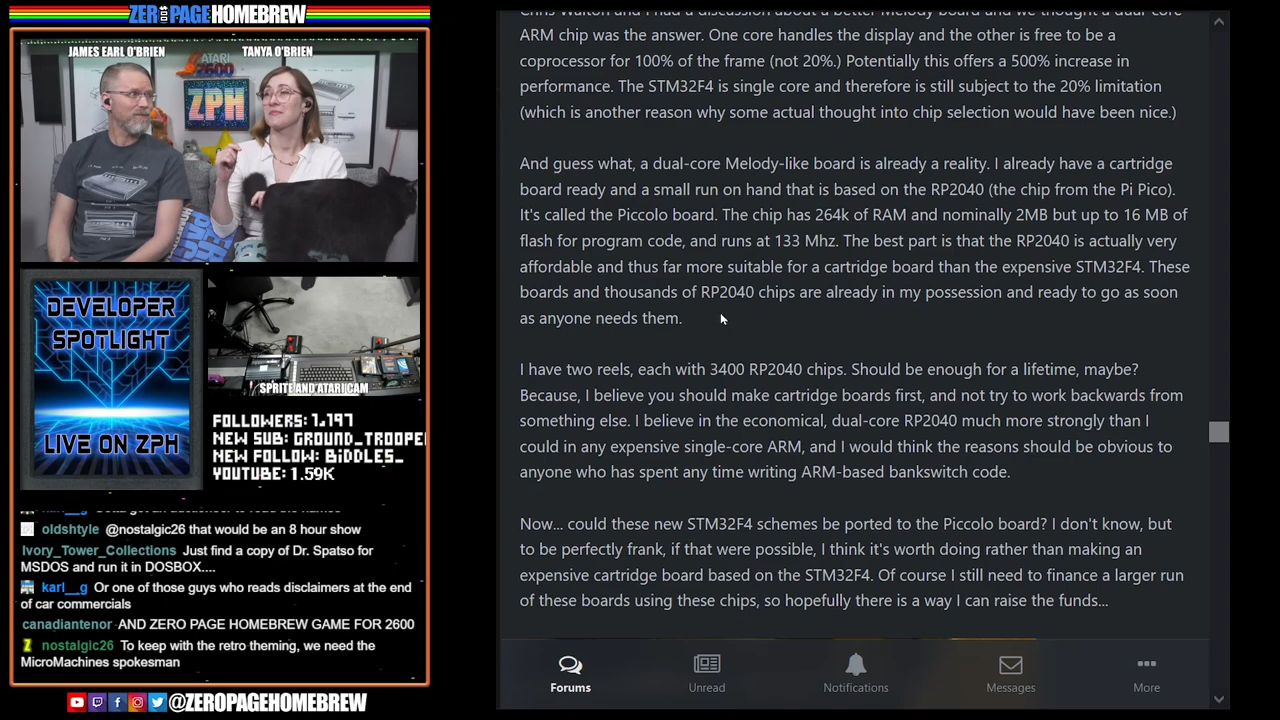 ZERO PAGE HOMEBREW
JAMES EARL O'BRIEN
TANYA O'BRIEN
ATARI
2600
ZPH
DEVELOPER
SPOTLIGHT
LIVE ON ZPH
SPRITE AND ATARI CAM
FOLLOWERS: 1,197
NEW SUB: GROUND_TROOPER
NEW FOLLOW: BIDDLES_
YOUTUBE: 1.59K
oldshtyle @nostalgic26 that would be an 8 hour show
Ivory_Tower_Collections Just find a copy of Dr. Spatso for
MSDOS and run it in DOSBOX....
karl__g Or one of those guys who reads disclaimers at the
end of car commercials
canadiantenor AND ZERO PAGE HOMEBREW GAME FOR 2600
nostalgic26 To keep with the retro theming, we need the
MicroMachines spokesman
@ZEROPAGEHOMEBREW
ARM chip was the answer. One core handles the display and the other is free to be a
coprocessor for 100% of the frame (not 20%.) Potentially this offers a 500% increase in
performance. The STM32F4 is single core and therefore is still subject to the 20% limitation
(which is another reason why some actual thought into chip selection would have been nice.)
And guess what, a dual-core Melody-like board is already a reality. I already have a cartridge
board ready and a small run on hand that is based on the RP2040 (the chip from the Pi Pico).
It's called the Piccolo board. The chip has 264k of RAM and nominally 2MB but up to 16 MB of
flash for program code, and runs at 133 Mhz. The best part is that the RP2040 is actually very
affordable and thus far more suitable for a cartridge board than the expensive STM32F4. These
boards and thousands of RP2040 chips are already in my possession and ready to go as soon
as anyone needs them.
I have two reels, each with 3400 RP2040 chips. Should be enough for a lifetime, maybe?
Because, I believe you should make cartridge boards first, and not try to work backwards from
something else. I believe in the economical, dual-core RP2040 much more strongly than I
could in any expensive single-core ARM, and I would think the reasons should be obvious to
anyone who has spent any time writing ARM-based bankswitch code.
Now... could these new STM32F4 schemes be ported to the Piccolo board? I don't know, but
to be perfectly frank, if that were possible, I think it's worth doing rather than making an
expensive cartridge board based on the STM32F4. Of course I still need to finance a larger run
of these boards using these chips, so hopefully there is a way I can raise the funds...
Forums
Unread
Notifications
Messages
More